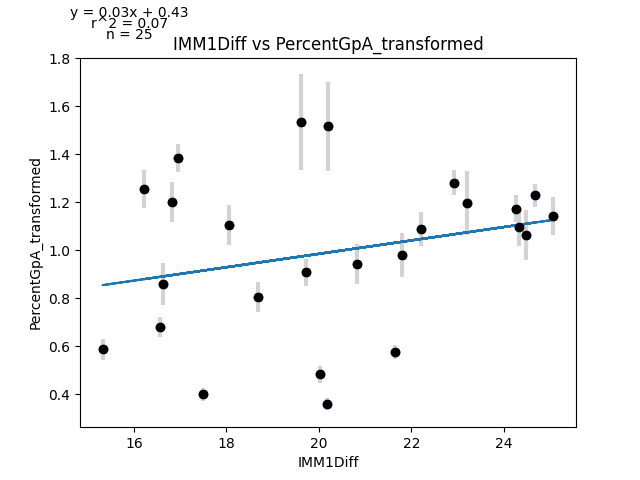 y = 0.03x + 0.43
r^2 = 0.07
n = 25
IMM1Diff vs PercentGpA_transformed
PercentGpA_transformed
1.8
1.6
1.4
1.2
1.0
0.8
0.6
0.4
16 18 20 22 24
IMM1Diff